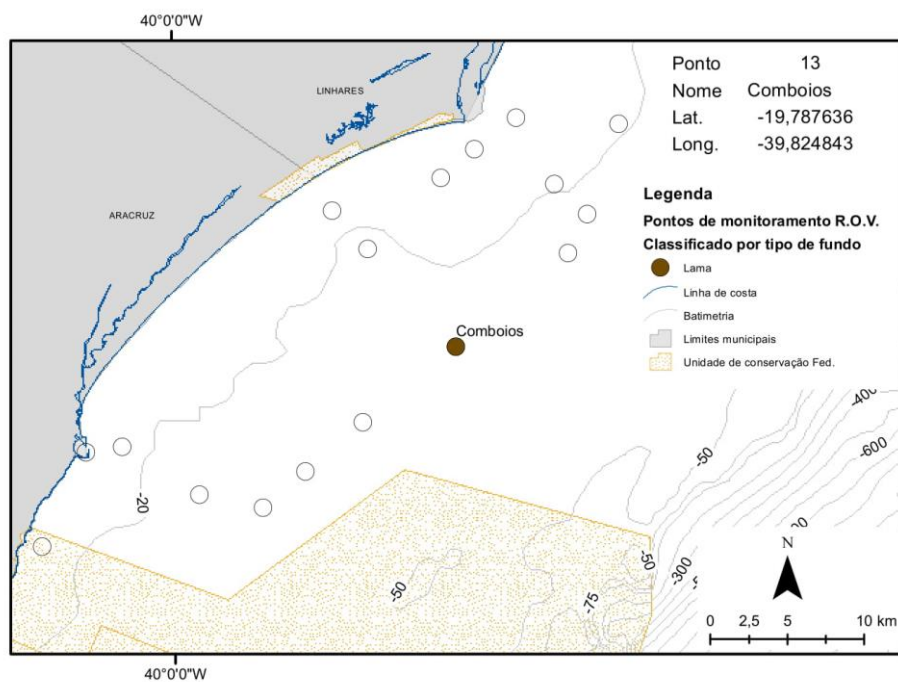 40°0'0"W
LINHARES
ARACRUZ
Ponto 13
Nome Comboios
Lat. -19,787636
Long. -39,824843
Legenda
Pontos de monitoramento R.O.V.
Classificado por tipo de fundo
Lama
Linha de costa
Batimetria
Limites municipais
Unidade de conservação Fed.
Comboios
-20
-50
-400
-600
-50
-50
-75
-300
N
0 2,5 5 10 km
40°0'0"W